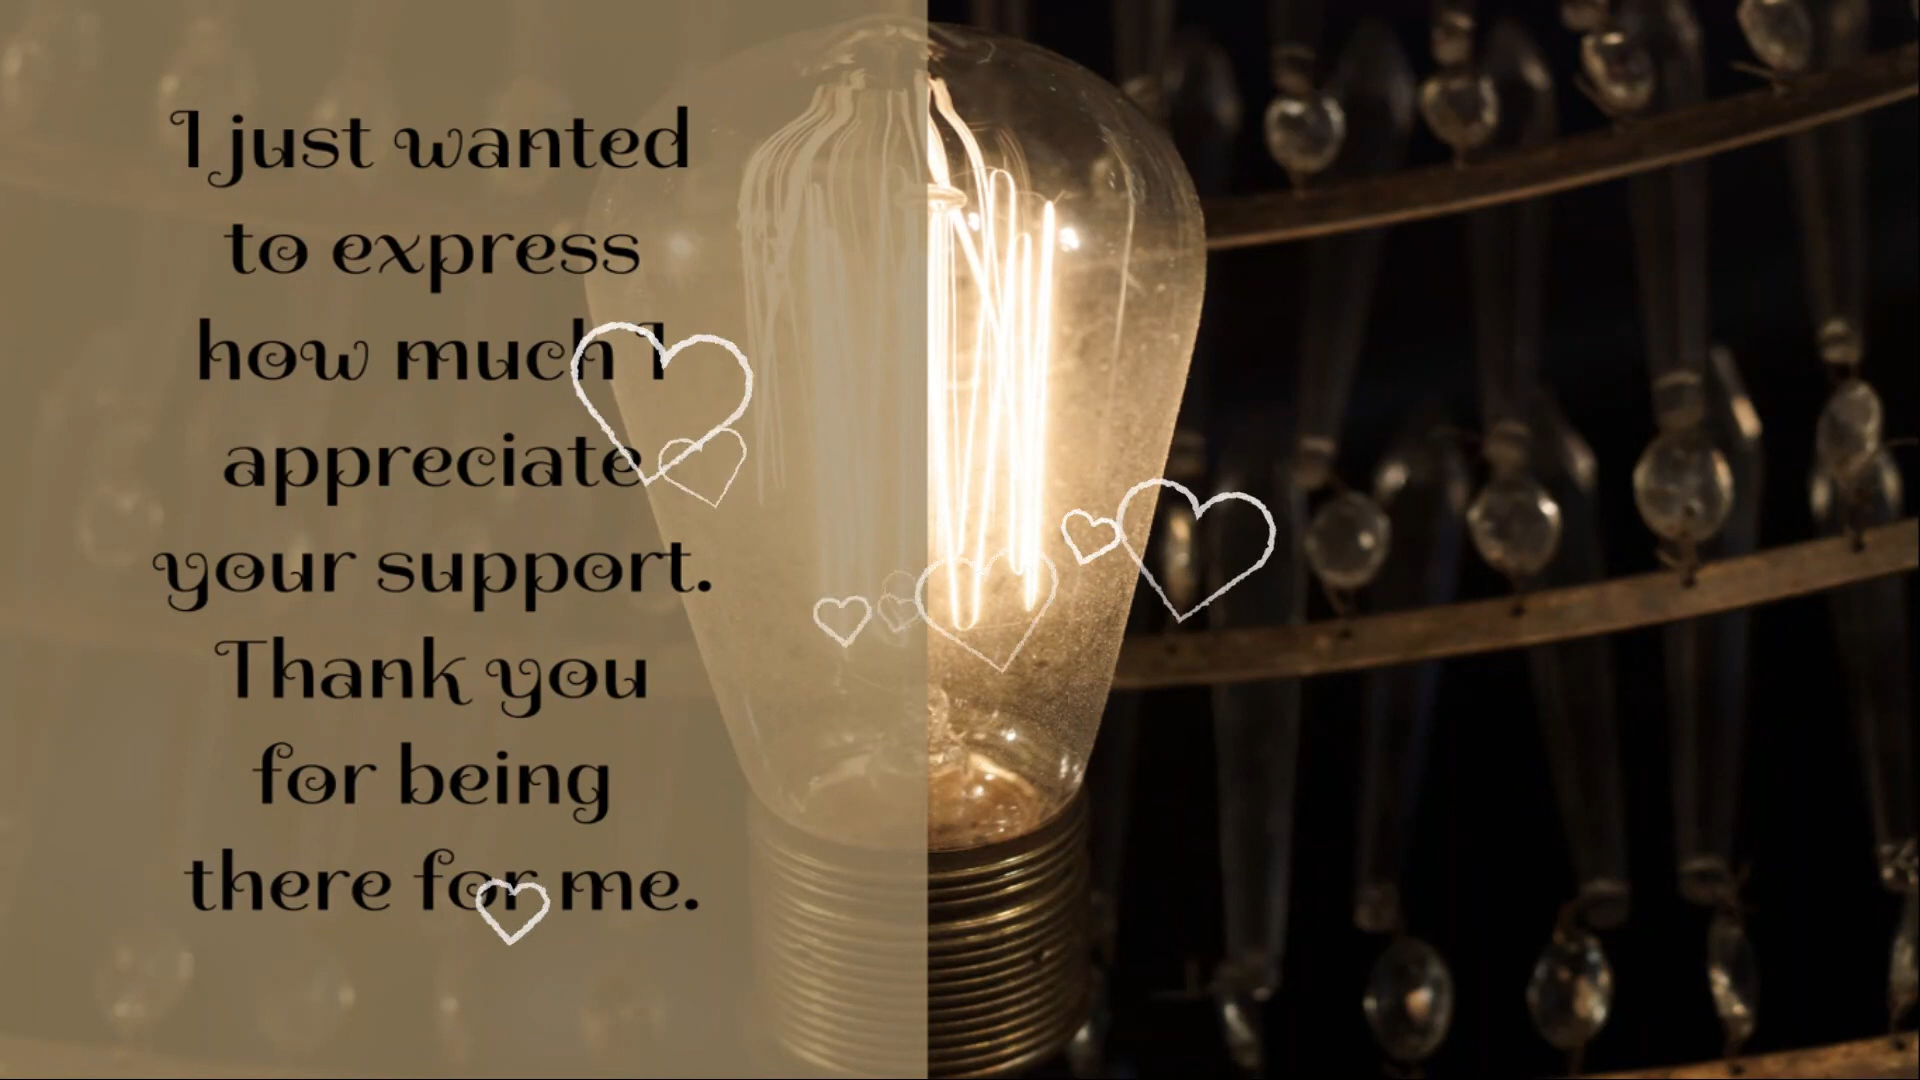 I just wanted
to express
how much I
appreciate
your support.
Thank you
for being
there for me.